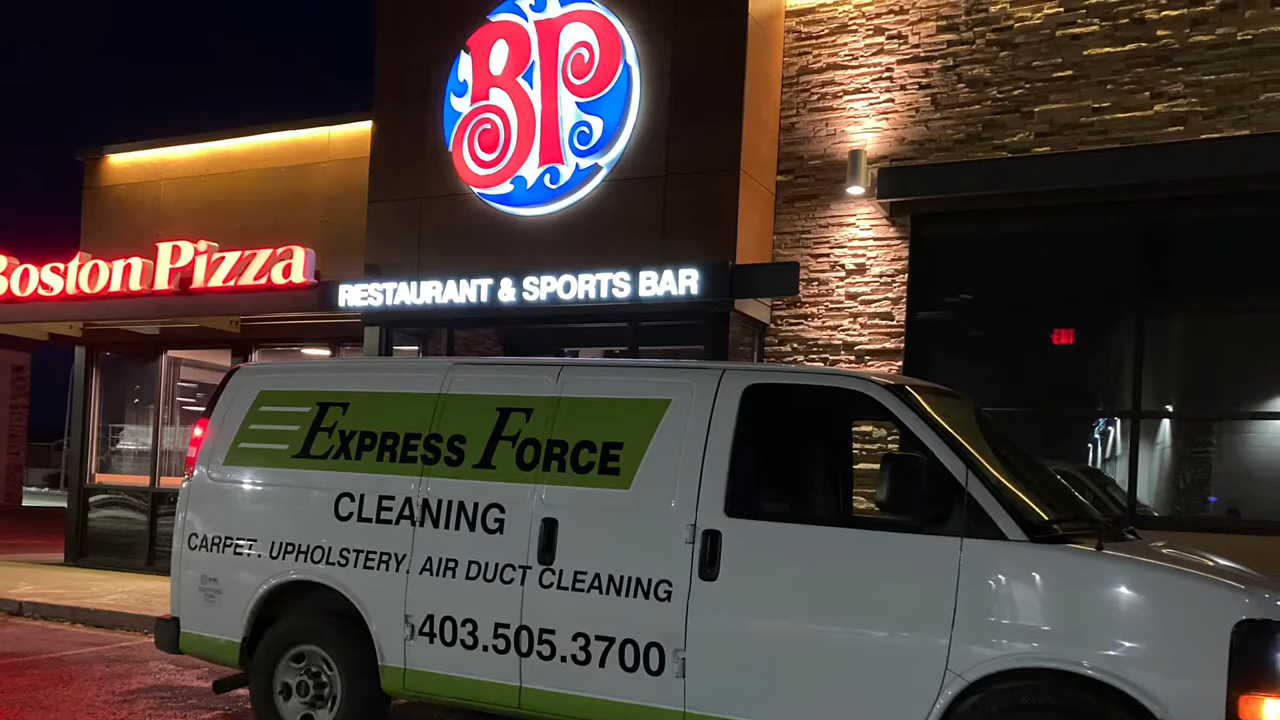 BP
Boston Pizza
RESTAURANT & SPORTS BAR
EXIT
EXPRESS FORCE
CLEANING
CARPET. UPHOLSTERY. AIR DUCT CLEANING
403.505.3700